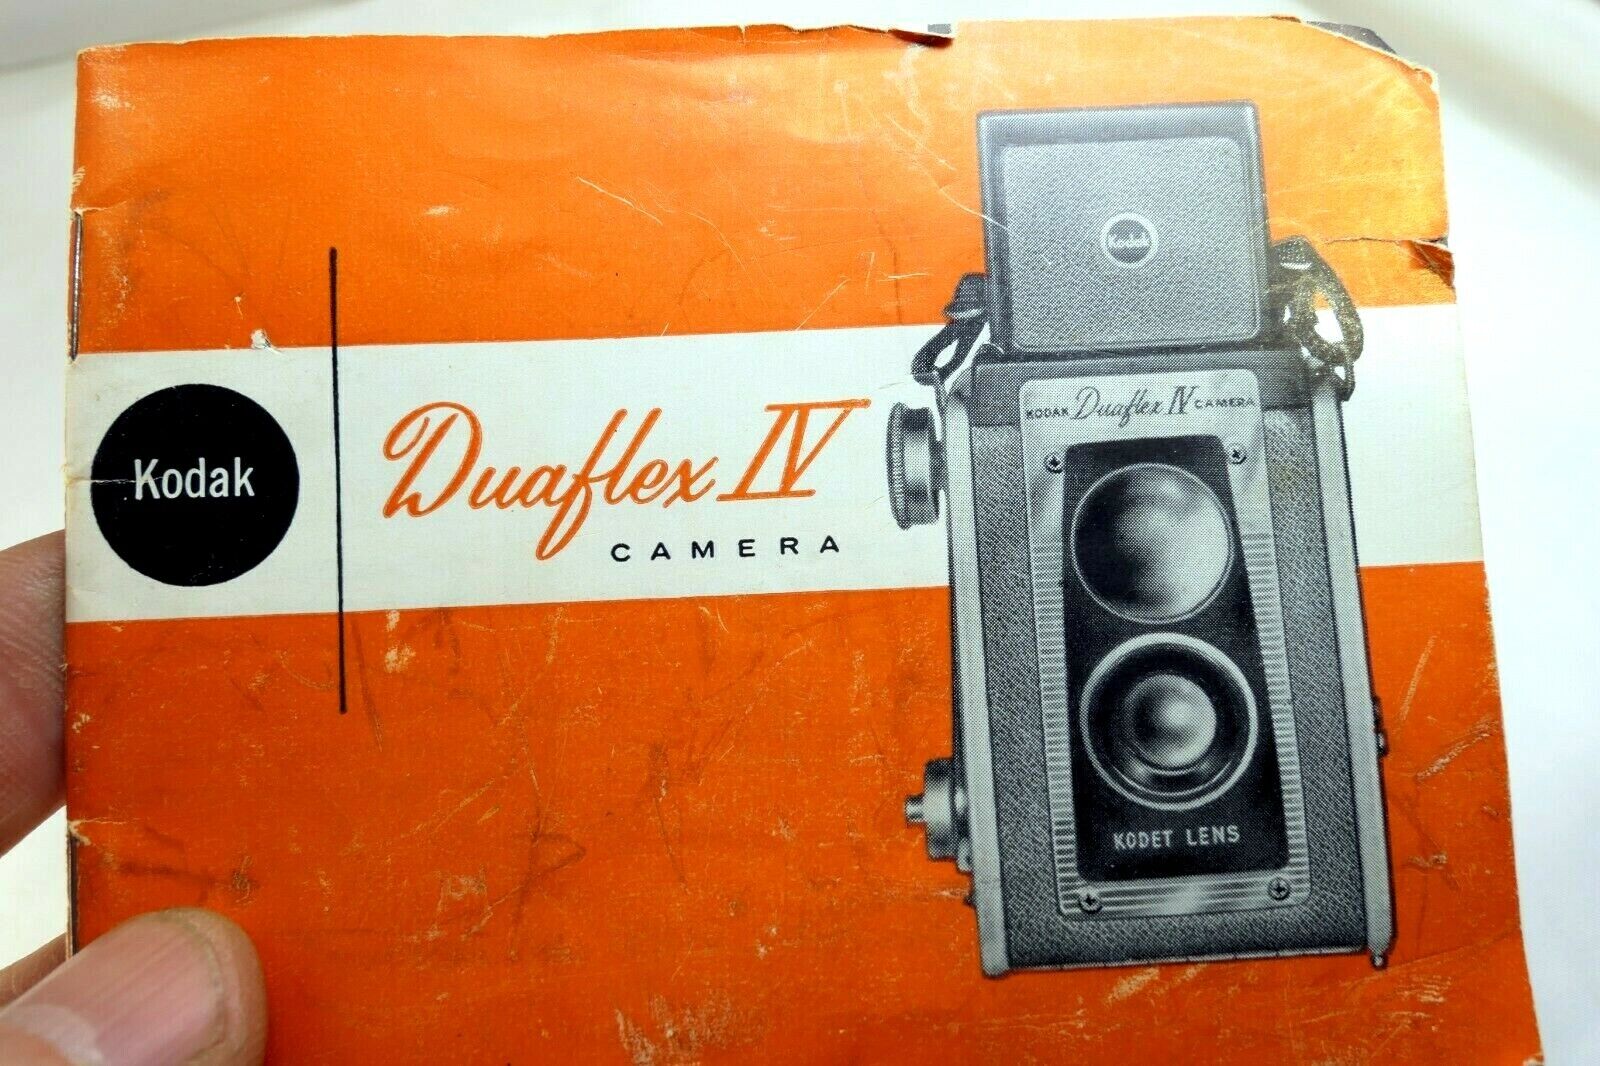 Kodak
Duaflex IV
CAMERA
Kodak
KODAK Duaflex IV CAMERA
KODET LENS